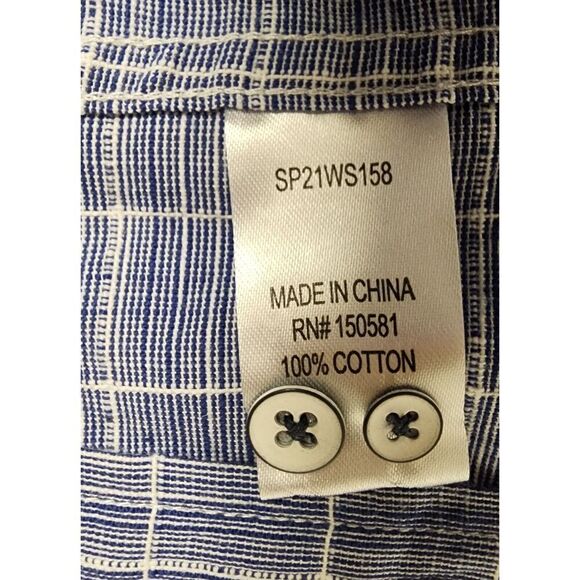 SP21WS158
MADE IN CHINA
RN# 150581
100% COTTON